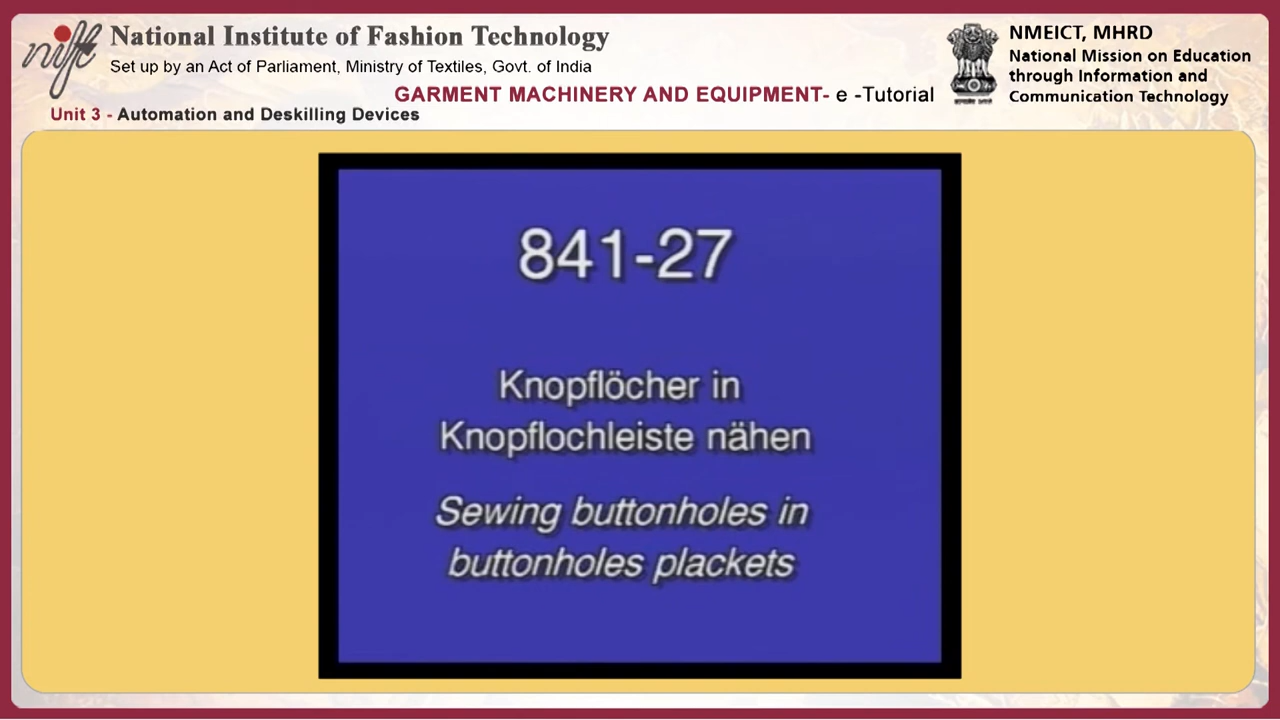 nift
National Institute of Fashion Technology
Set up by an Act of Parliament, Ministry of Textiles, Govt. of India
NMEICT, MHRD
National Mission on Education
through Information and
Communication Technology
GARMENT MACHINERY AND EQUIPMENT- e -Tutorial
Unit 3 - Automation and Deskilling Devices
841-27
Knopflöcher in
Knopflochleiste nähen
Sewing buttonholes in
buttonholes plackets